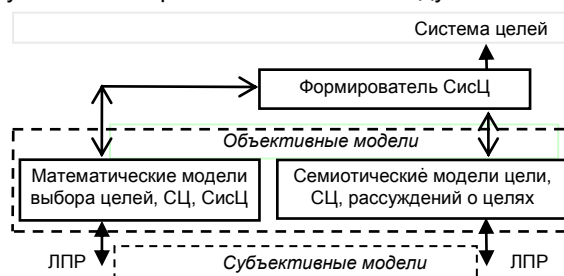 Система целей
Формирователь СисЦ
Объективные модели
Математические модели
выбора целей, СЦ, СисЦ
Семиотические модели цели,
СЦ, рассуждений о целях
ЛПР
Субъективные модели
ЛПР